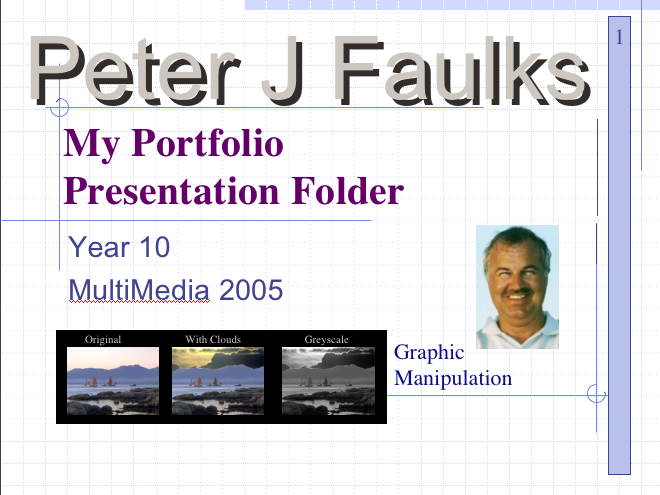 Peter J Faulks
1
My Portfolio
Presentation Folder
Year 10
MultiMedia 2005
Original With Clouds Greyscale
Graphic
Manipulation